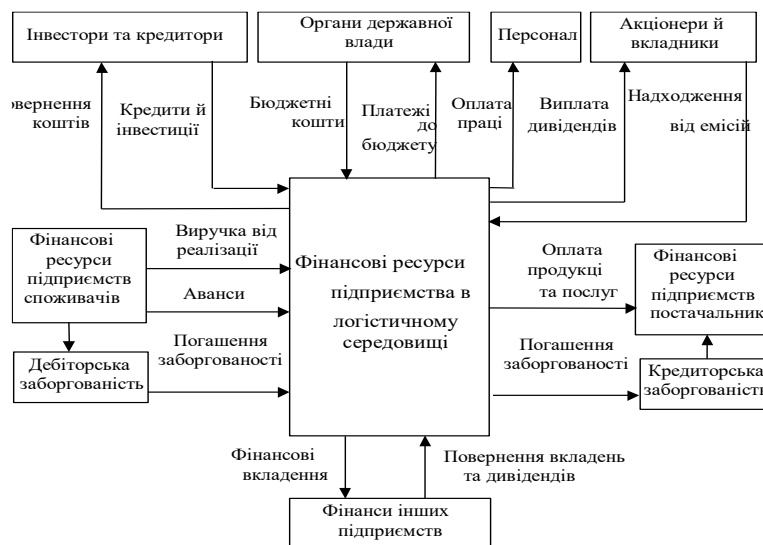 Інвестори та кредитори
Органи державної
влади
Персонал
Акціонери й
вкладники
овернення
коштів
Кредити й
інвестиції
Бюджетні
кошти
Платежі
до
бюджету
Оплата
праці
Виплата
дивідендів
Надходження
від емісій
Фінансові
ресурси
підприємств
споживачів
Виручка від
реалізації
Аванси
Дебіторська
заборгованість
Погашення
заборгованості
Фінансові ресурси
підприємства в
логістичному
середовищі
Оплата
продукці
та послуг
Фінансові
ресурси
підприємств
постачальник
Погашення
заборгованості
Кредиторська
заборгованість
Фінансові
вкладення
Повернення вкладень
та дивідендів
Фінанси інших
підприємств